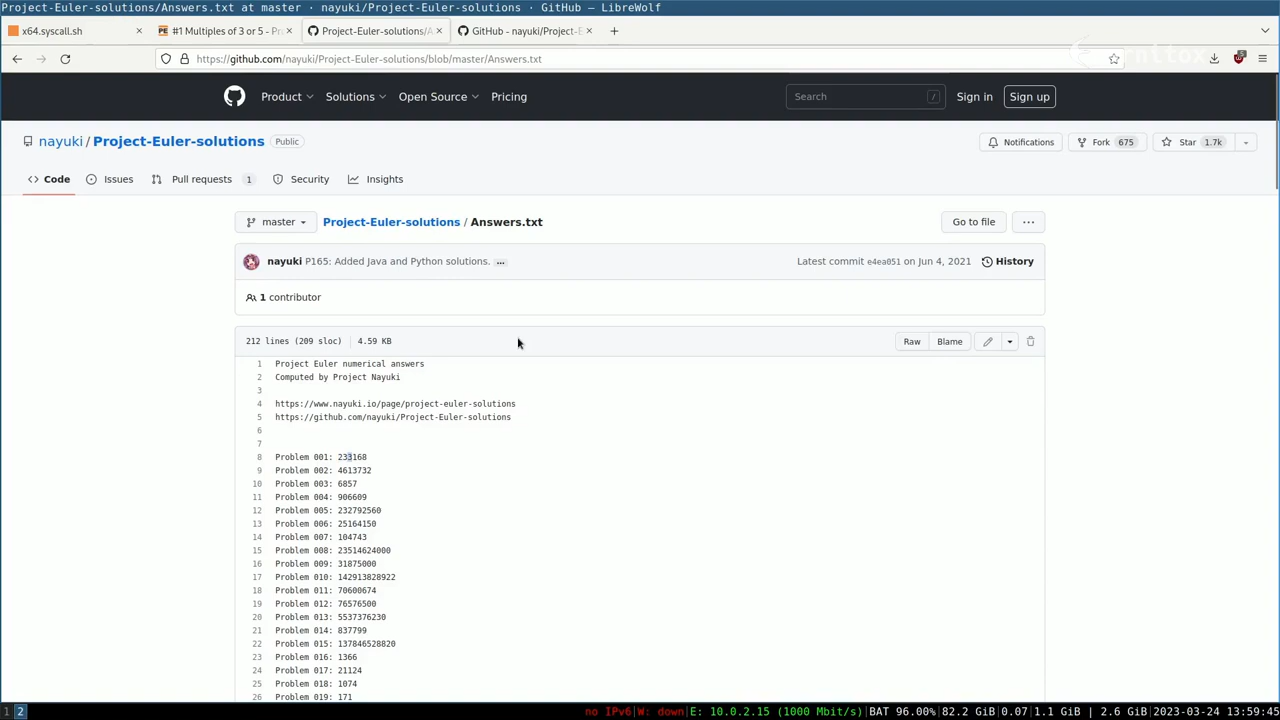 Project-Euler-solutions/Answers.txt at master · nayuki/Project-Euler-solutions · GitHub — LibreWolf
x64.syscall.sh × #1 Multiples of 3 or 5 - Pr × Project-Euler-solutions/A × GitHub - nayuki/Project-E × +
https://github.com/nayuki/Project-Euler-solutions/blob/master/Answers.txt
Product Solutions Open Source Pricing Search / Sign in Sign up
nayuki / Project-Euler-solutions Public Notifications Fork 675 Star 1.7k
Code Issues Pull requests 1 Security Insights
master Project-Euler-solutions / Answers.txt Go to file ...
nayuki P165: Added Java and Python solutions. ... Latest commit e4ea051 on Jun 4, 2021 History
1 contributor
212 lines (209 sloc) 4.59 KB Raw Blame
1 Project Euler numerical answers
2 Computed by Project Nayuki
3
4 https://www.nayuki.io/page/project-euler-solutions
5 https://github.com/nayuki/Project-Euler-solutions
6
7
8 Problem 001: 233168
9 Problem 002: 4613732
10 Problem 003: 6857
11 Problem 004: 906609
12 Problem 005: 232792560
13 Problem 006: 25164150
14 Problem 007: 104743
15 Problem 008: 23514624000
16 Problem 009: 31875000
17 Problem 010: 142913828922
18 Problem 011: 70600674
19 Problem 012: 76576500
20 Problem 013: 5537376230
21 Problem 014: 837799
22 Problem 015: 137846528820
23 Problem 016: 1366
24 Problem 017: 21124
25 Problem 018: 1074
26 Problem 019: 171
1 2 no IPv6|W: down|E: 10.0.2.15 (1000 Mbit/s)|BAT 96.00%|82.2 GiB|0.07|1.1 GiB | 2.6 GiB|2023-03-24 13:59:45